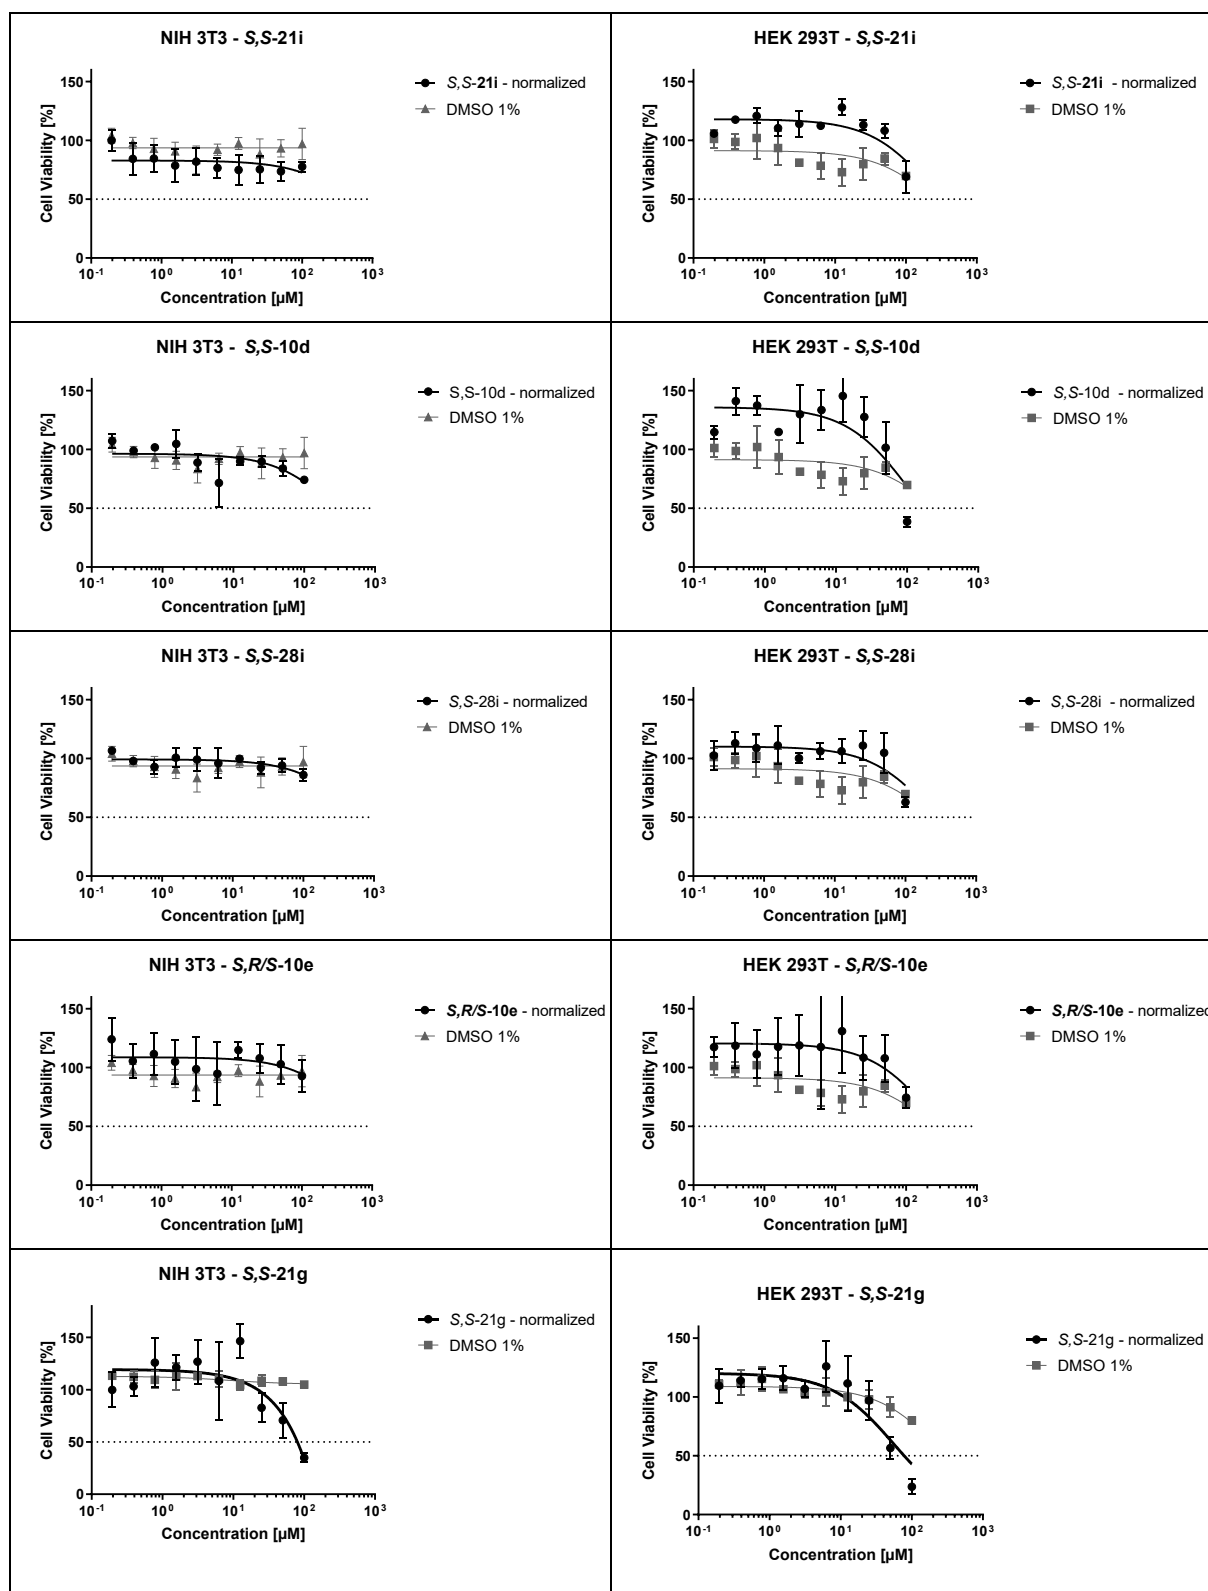 NIH 3T3 - S,S-21i
Cell Viability [%]
150
100
50
0
10-1 100 101 102 103
Concentration [µM]
S,S-21i - normalized
DMSO 1%
HEK 293T - S,S-21i
Cell Viability [%]
150
100
50
0
10-1 100 101 102 103
Concentration [µM]
S,S-21i - normalized
DMSO 1%
NIH 3T3 - S,S-10d
Cell Viability [%]
150
100
50
0
10-1 100 101 102 103
Concentration [µM]
S,S-10d - normalized
DMSO 1%
HEK 293T - S,S-10d
Cell Viability [%]
150
100
50
0
10-1 100 101 102 103
Concentration [µM]
S,S-10d - normalized
DMSO 1%
NIH 3T3 - S,S-28i
Cell Viability [%]
150
100
50
0
10-1 100 101 102 103
Concentration [µM]
S,S-28i - normalized
DMSO 1%
HEK 293T - S,S-28i
Cell Viability [%]
150
100
50
0
10-1 100 101 102 103
Concentration [µM]
S,S-28i - normalized
DMSO 1%
NIH 3T3 - S,R/S-10e
Cell Viability [%]
150
100
50
0
10-1 100 101 102 103
Concentration [µM]
S,R/S-10e - normalized
DMSO 1%
HEK 293T - S,R/S-10e
Cell Viability [%]
150
100
50
0
10-1 100 101 102 103
Concentration [µM]
S,R/S-10e - normalized
DMSO 1%
NIH 3T3 - S,S-21g
Cell Viability [%]
150
100
50
0
10-1 100 101 102 103
Concentration [µM]
S,S-21g - normalized
DMSO 1%
HEK 293T - S,S-21g
Cell Viability [%]
150
100
50
0
10-1 100 101 102 103
Concentration [µM]
S,S-21g - normalized
DMSO 1%